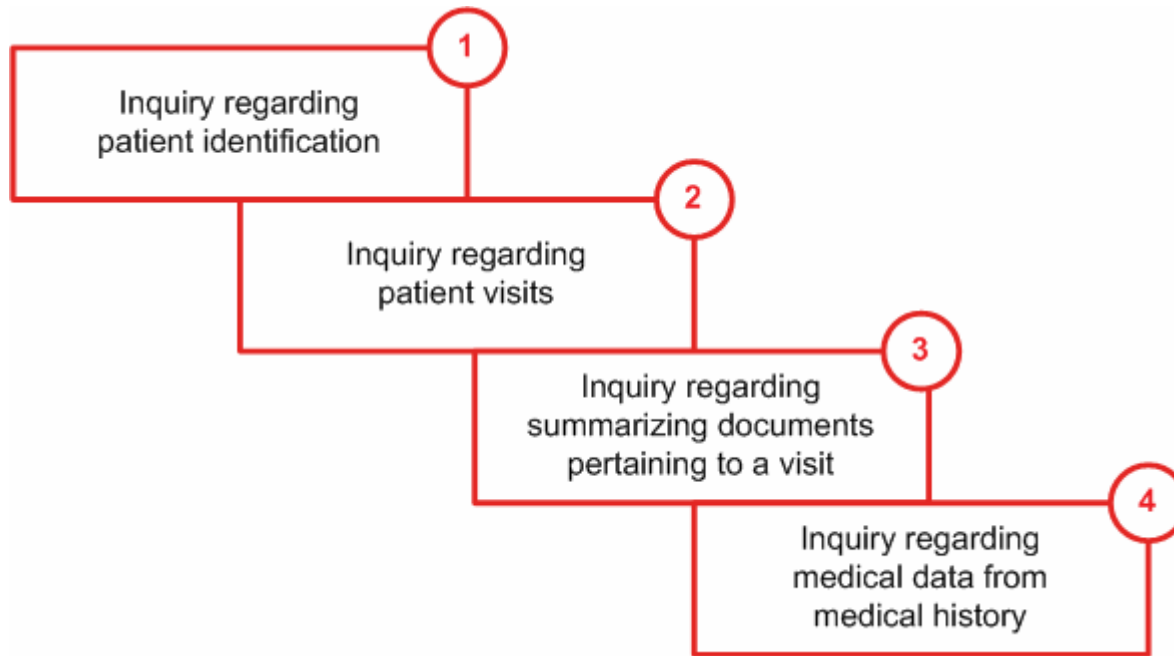 1
Inquiry regarding
patient identification
2
Inquiry regarding
patient visits
3
Inquiry regarding
summarizing documents
pertaining to a visit
4
Inquiry regarding
medical data from
medical history